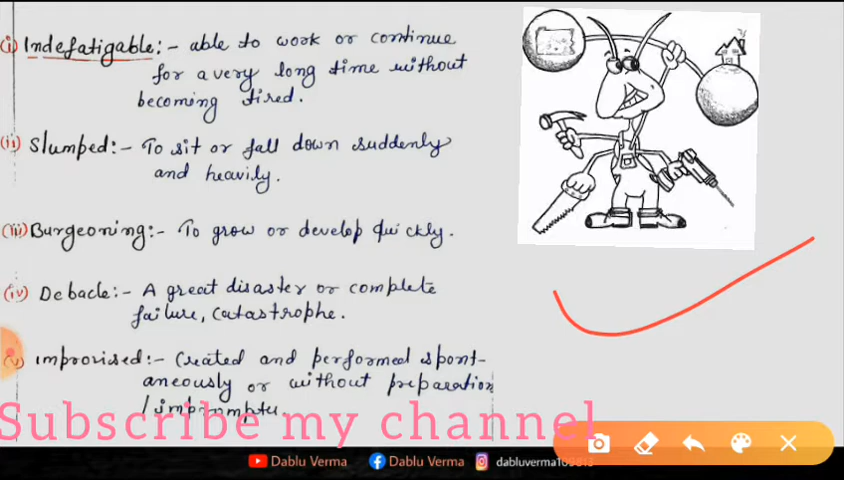 (i) Indefatigable:- able to work or continue
for a very long time without
becoming tired.
(ii) Slumped:- To sit or fall down suddenly
and heavily.
(iii) Burgeoning:- To grow or develop quickly.
(iv) Debacle:- A great disaster or complete
failure, catastrophe.
(v) improvised:- Created and performed spont-
aneously or without preparation
/impromptu.
Subscribe my channel
Dablu Verma Dablu Verma dabluverma109813